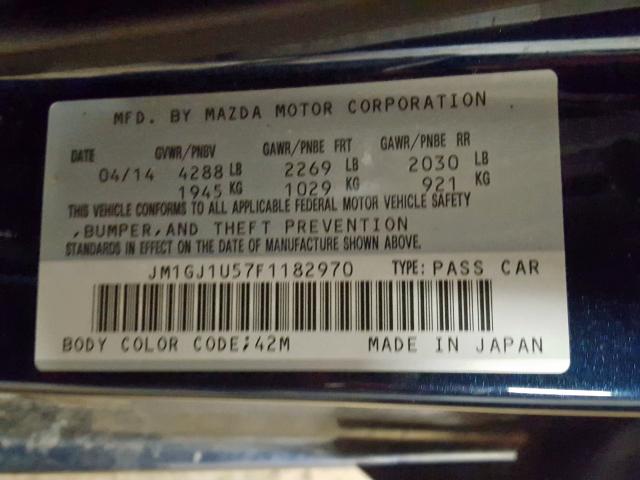 MFD. BY MAZDA MOTOR CORPORATION
DATE GVWR/PNBV GAWR/PNBE FRT GAWR/PNBE RR
04/14 4288 LB 2269 LB 2030 LB
1945 KG 1029 KG 921 KG
THIS VEHICLE CONFORMS TO ALL APPLICABLE FEDERAL MOTOR VEHICLE SAFETY
,BUMPER,AND THEFT PREVENTION
STANDARDS IN EFFECT ON THE DATE OF MANUFACTURE SHOWN ABOVE.
JM1GJ1U57F1182970 TYPE: PASS CAR
BODY COLOR CODE;42M MADE IN JAPAN